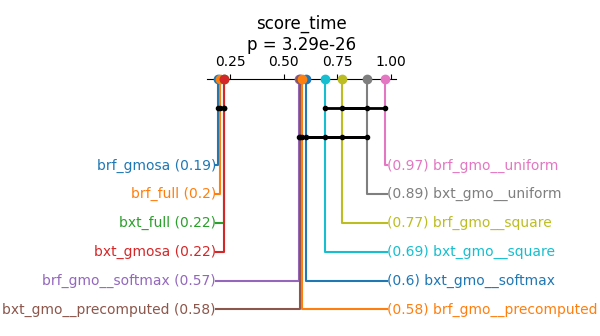 score_time
p = 3.29e-26
0.25 0.50 0.75 1.00
brf_gmosa (0.19) (0.97) brf_gmo__uniform
brf_full (0.2) (0.89) bxt_gmo__uniform
bxt_full (0.22) (0.77) brf_gmo__square
bxt_gmosa (0.22) (0.69) bxt_gmo__square
brf_gmo__softmax (0.57) (0.6) bxt_gmo__softmax
bxt_gmo__precomputed (0.58) (0.58) brf_gmo__precomputed